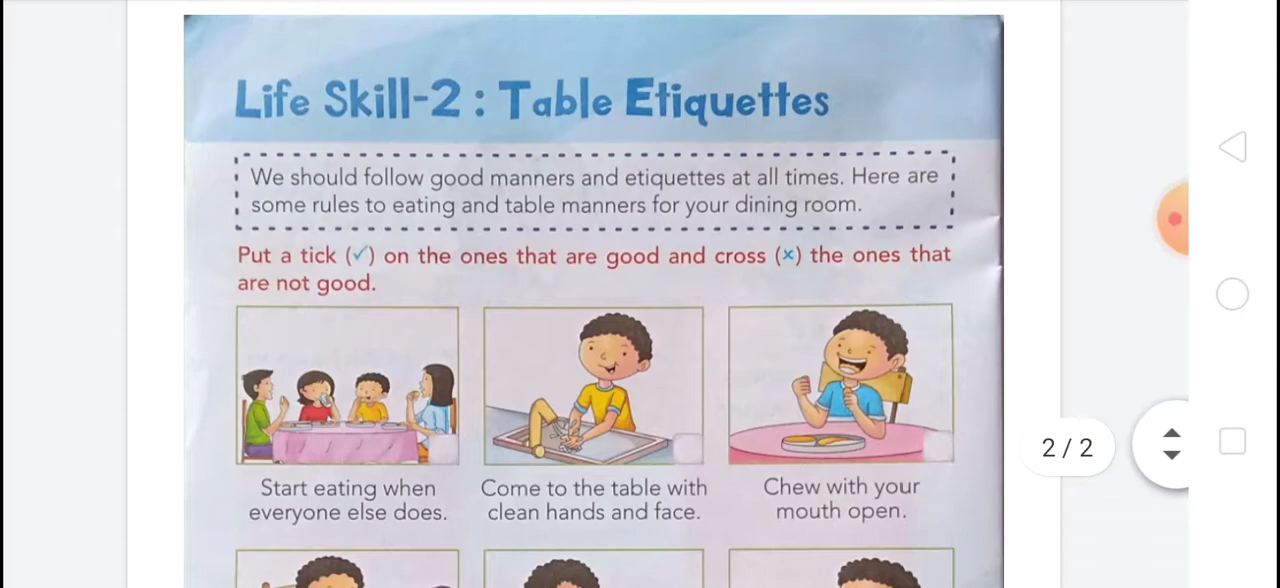 Life Skill-2 : Table Etiquettes
We should follow good manners and etiquettes at all times. Here are
some rules to eating and table manners for your dining room.
Put a tick (✓) on the ones that are good and cross (×) the ones that
are not good.
Start eating when
everyone else does.
Come to the table with
clean hands and face.
Chew with your
mouth open.
2 / 2